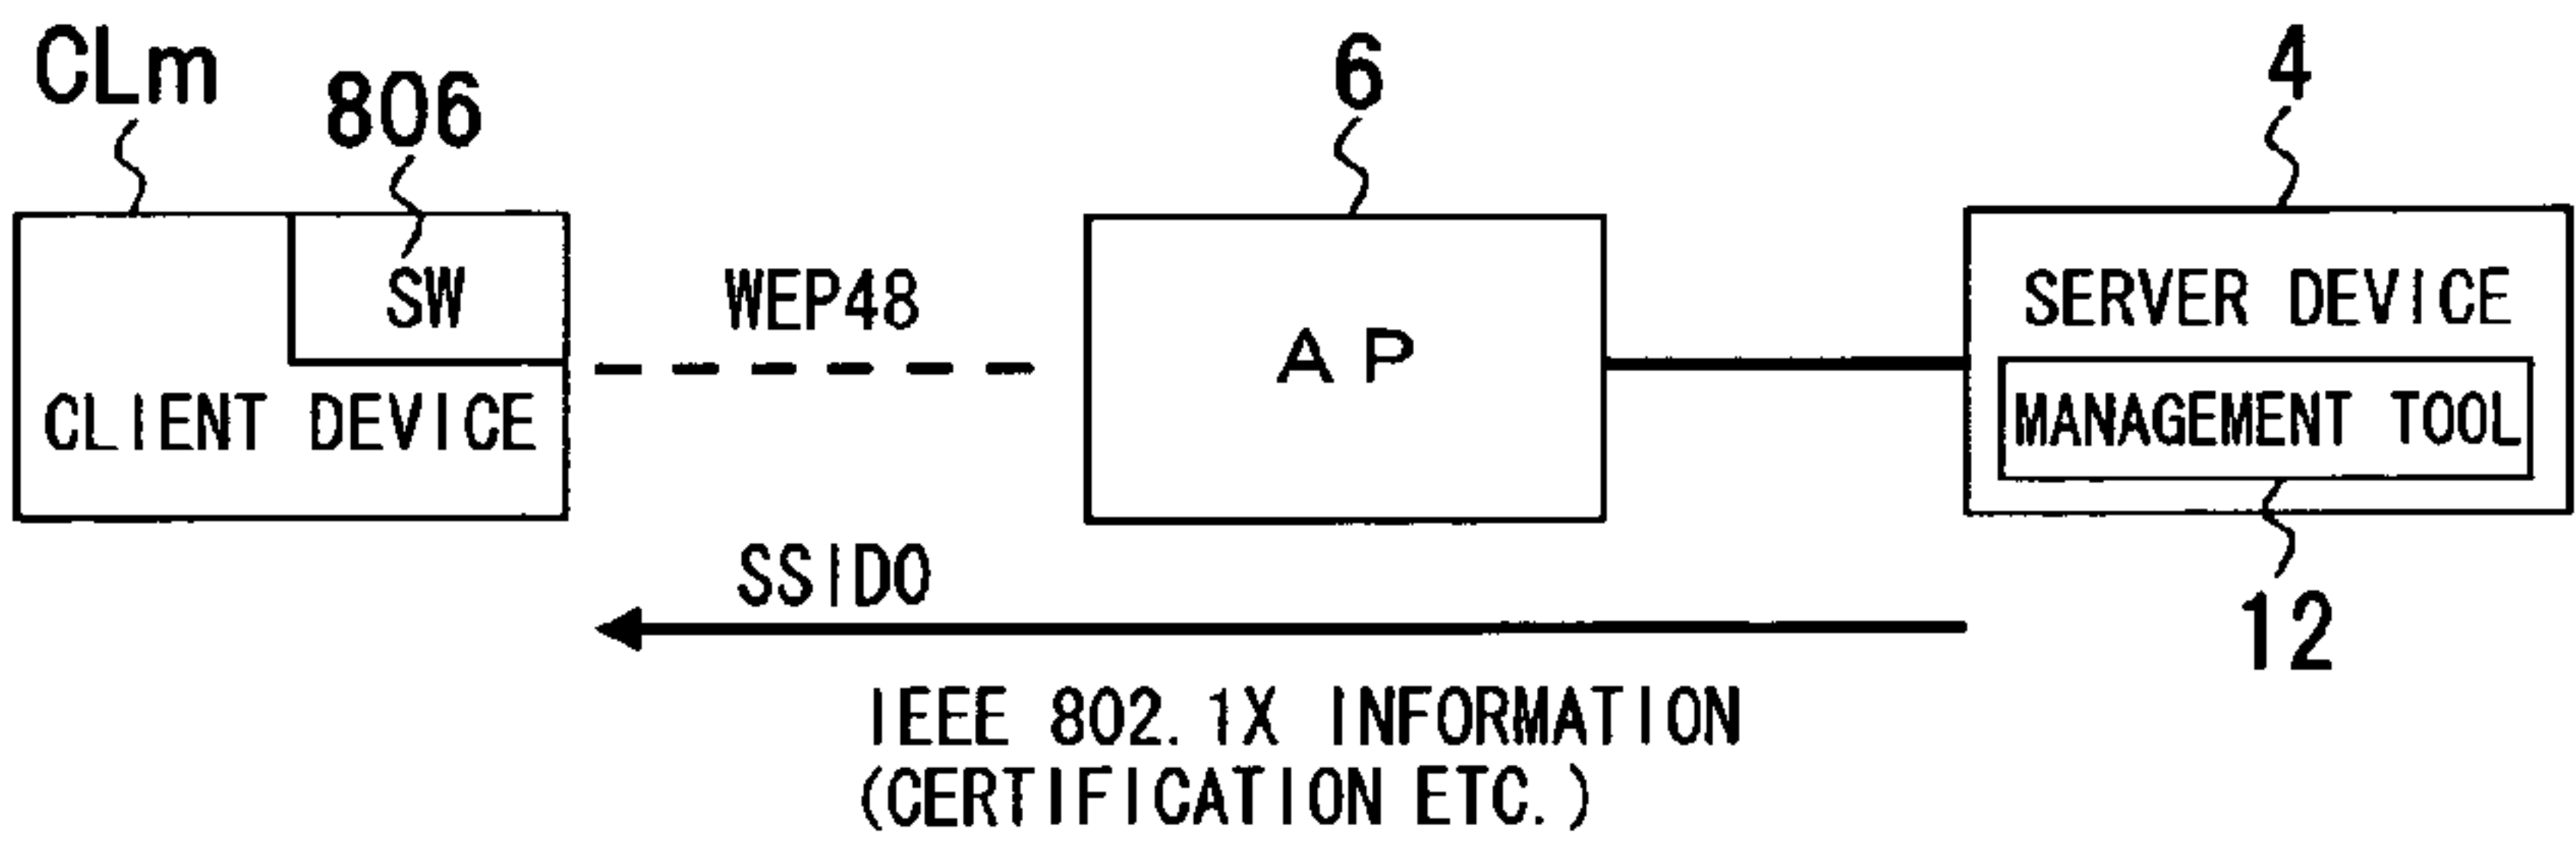 CLm
806
6
4
SW
WEP48
AP
SERVER DEVICE
CLIENT DEVICE
MANAGEMENT TOOL
SSID0
12
IEEE 802.1X INFORMATION
(CERTIFICATION ETC.)